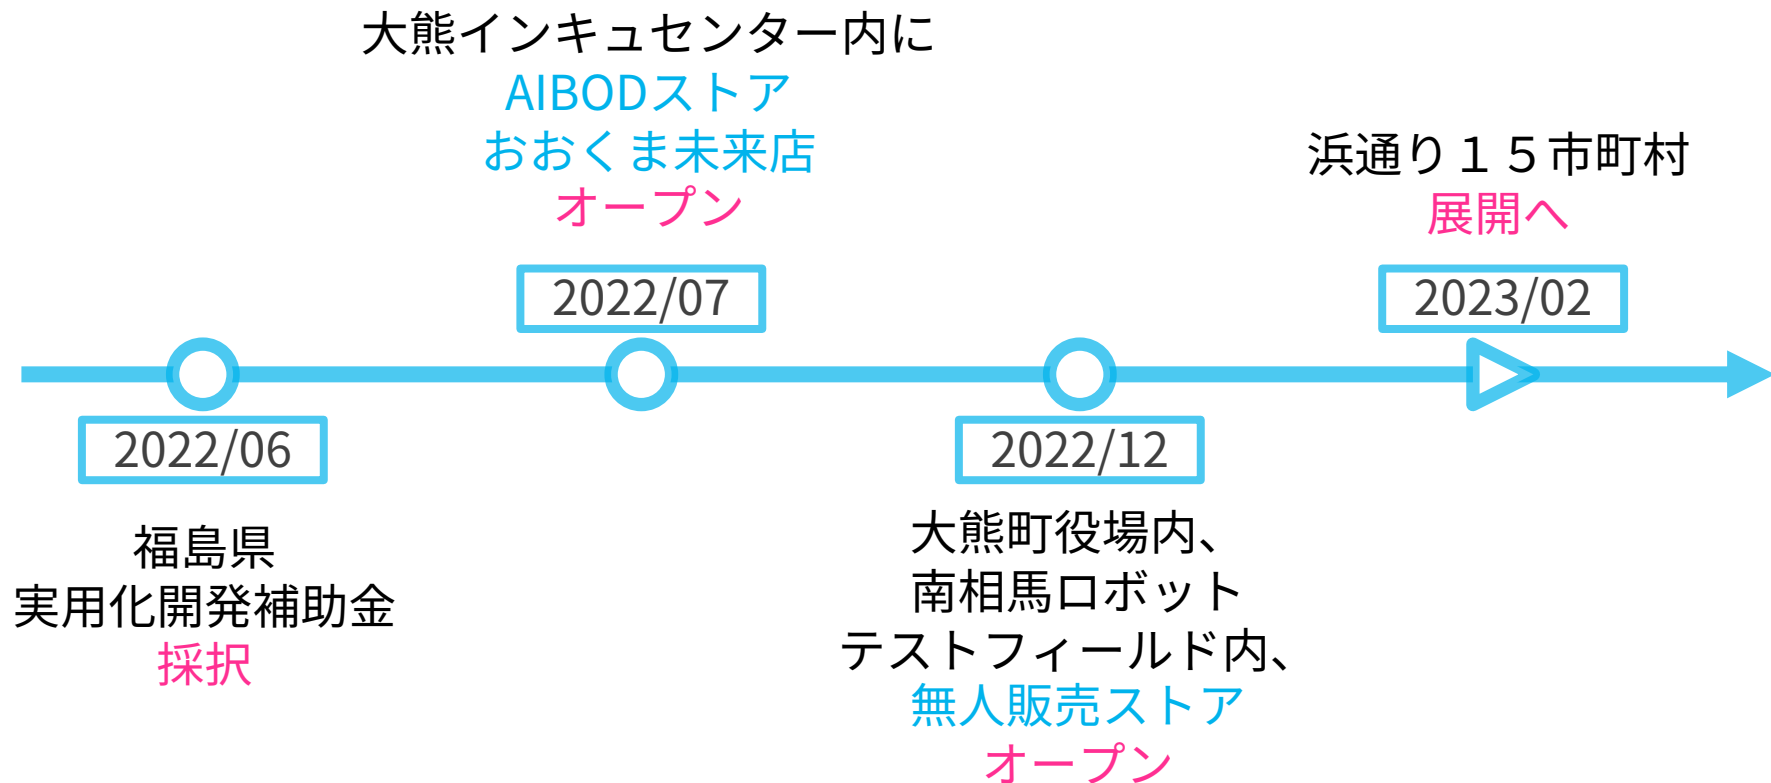 大熊インキュセンター内に
AIBODストア
おおくま未来店
オープン
2022/07
浜通り１５市町村
展開へ
2023/02
2022/06
福島県
実用化開発補助金
採択
2022/12
大熊町役場内、
南相馬ロボット
テストフィールド内、
無人販売ストア
オープン